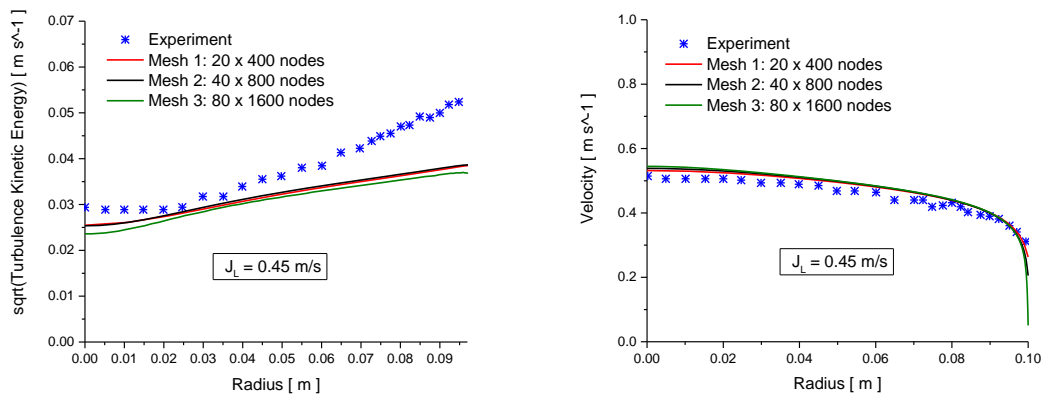 sqrt(Turbulence Kinetic Energy) [ m s^-1 ]
0.07
0.06
0.05
0.04
0.03
0.02
0.01
0.00
Experiment
Mesh 1: 20 x 400 nodes
Mesh 2: 40 x 800 nodes
Mesh 3: 80 x 1600 nodes
J_L = 0.45 m/s
0.00 0.01 0.02 0.03 0.04 0.05 0.06 0.07 0.08 0.09
Radius [ m ]
Velocity [ m s^-1 ]
1.0
0.8
0.6
0.4
0.2
0.0
Experiment
Mesh 1: 20 x 400 nodes
Mesh 2: 40 x 800 nodes
Mesh 3: 80 x 1600 nodes
J_L = 0.45 m/s
0.00 0.02 0.04 0.06 0.08 0.10
Radius [ m ]